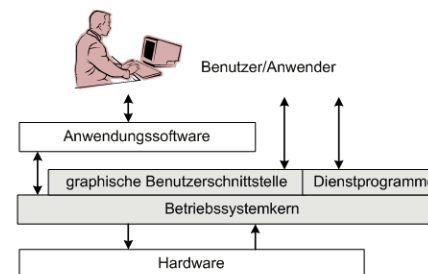 Benutzer/Anwender
Anwendungssoftware
graphische Benutzerschnittstelle Dienstprogramme
Betriebssystemkern
Hardware